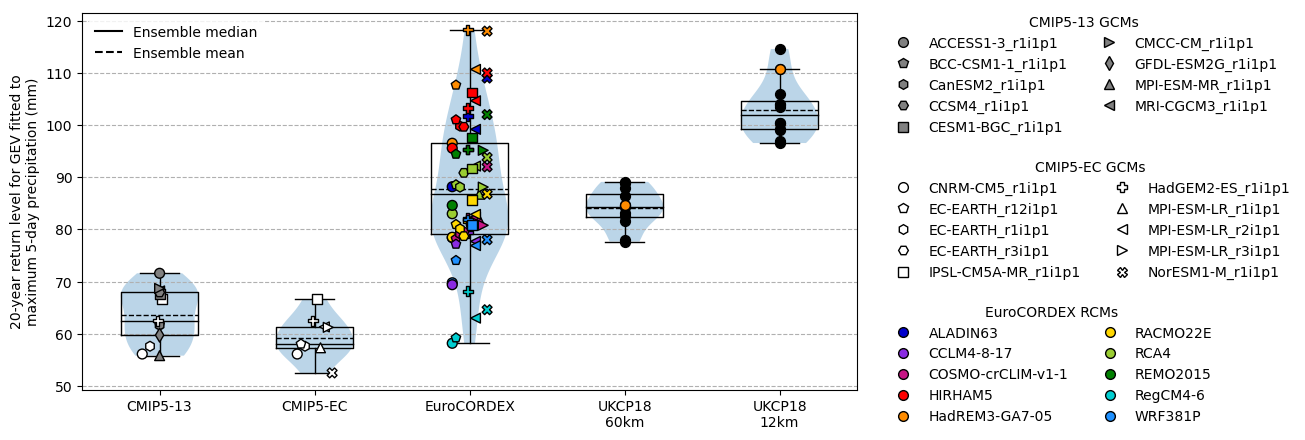 20-year return level for GEV fitted to
maximum 5-day precipitation (mm)
120
110
100
90
80
70
60
50
Ensemble median
Ensemble mean
CMIP5-13
CMIP5-EC
EuroCORDEX
UKCP18
60km
UKCP18
12km
CMIP5-13 GCMs
ACCESS1-3_r1i1p1
BCC-CSM1-1_r1i1p1
CanESM2_r1i1p1
CCSM4_r1i1p1
CESM1-BGC_r1i1p1
CMCC-CM_r1i1p1
GFDL-ESM2G_r1i1p1
MPI-ESM-MR_r1i1p1
MRI-CGCM3_r1i1p1
CMIP5-EC GCMs
CNRM-CM5_r1i1p1
EC-EARTH_r12i1p1
EC-EARTH_r1i1p1
EC-EARTH_r3i1p1
IPSL-CM5A-MR_r1i1p1
HadGEM2-ES_r1i1p1
MPI-ESM-LR_r1i1p1
MPI-ESM-LR_r2i1p1
MPI-ESM-LR_r3i1p1
NorESM1-M_r1i1p1
EuroCORDEX RCMs
ALADIN63
CCLM4-8-17
COSMO-crCLIM-v1-1
HIRHAM5
HadREM3-GA7-05
RACMO22E
RCA4
REMO2015
RegCM4-6
WRF381P